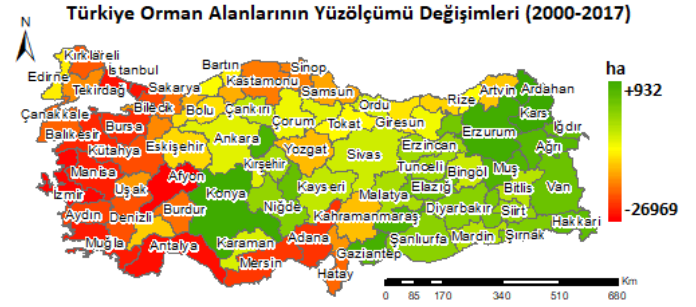 Türkiye Orman Alanlarının Yüzölçümü Değişimleri (2000-2017)
N
Kırklareli
Edirne
İstanbul
Tekirdağ
Bartın
Sinop
Kastamonu
Samsun
Sakarya
Çanakkale
Bilecik
Bolu
Çankırı
Çorum
Tokat
Ordu
Giresun
Rize
Artvin
Ardahan
Kars
Iğdır
Ağrı
Erzurum
Balıkesir
Bursa
Kütahya
Eskişehir
Ankara
Yozgat
Kırşehir
Sivas
Erzincan
Tunceli
Bingöl
Muş
Manisa
İzmir
Uşak
Afyon
Konya
Niğde
Kayseri
Malatya
Elazığ
Bitlis
Van
Aydın
Denizli
Burdur
Kahramanmaraş
Diyarbakır
Siirt
Hakkari
Muğla
Antalya
Karaman
Mersin
Adana
Hatay
Gaziantep
Şanlıurfa
Mardin
Şırnak
ha
+932
-26969
Km
0 85 170 340 510 680